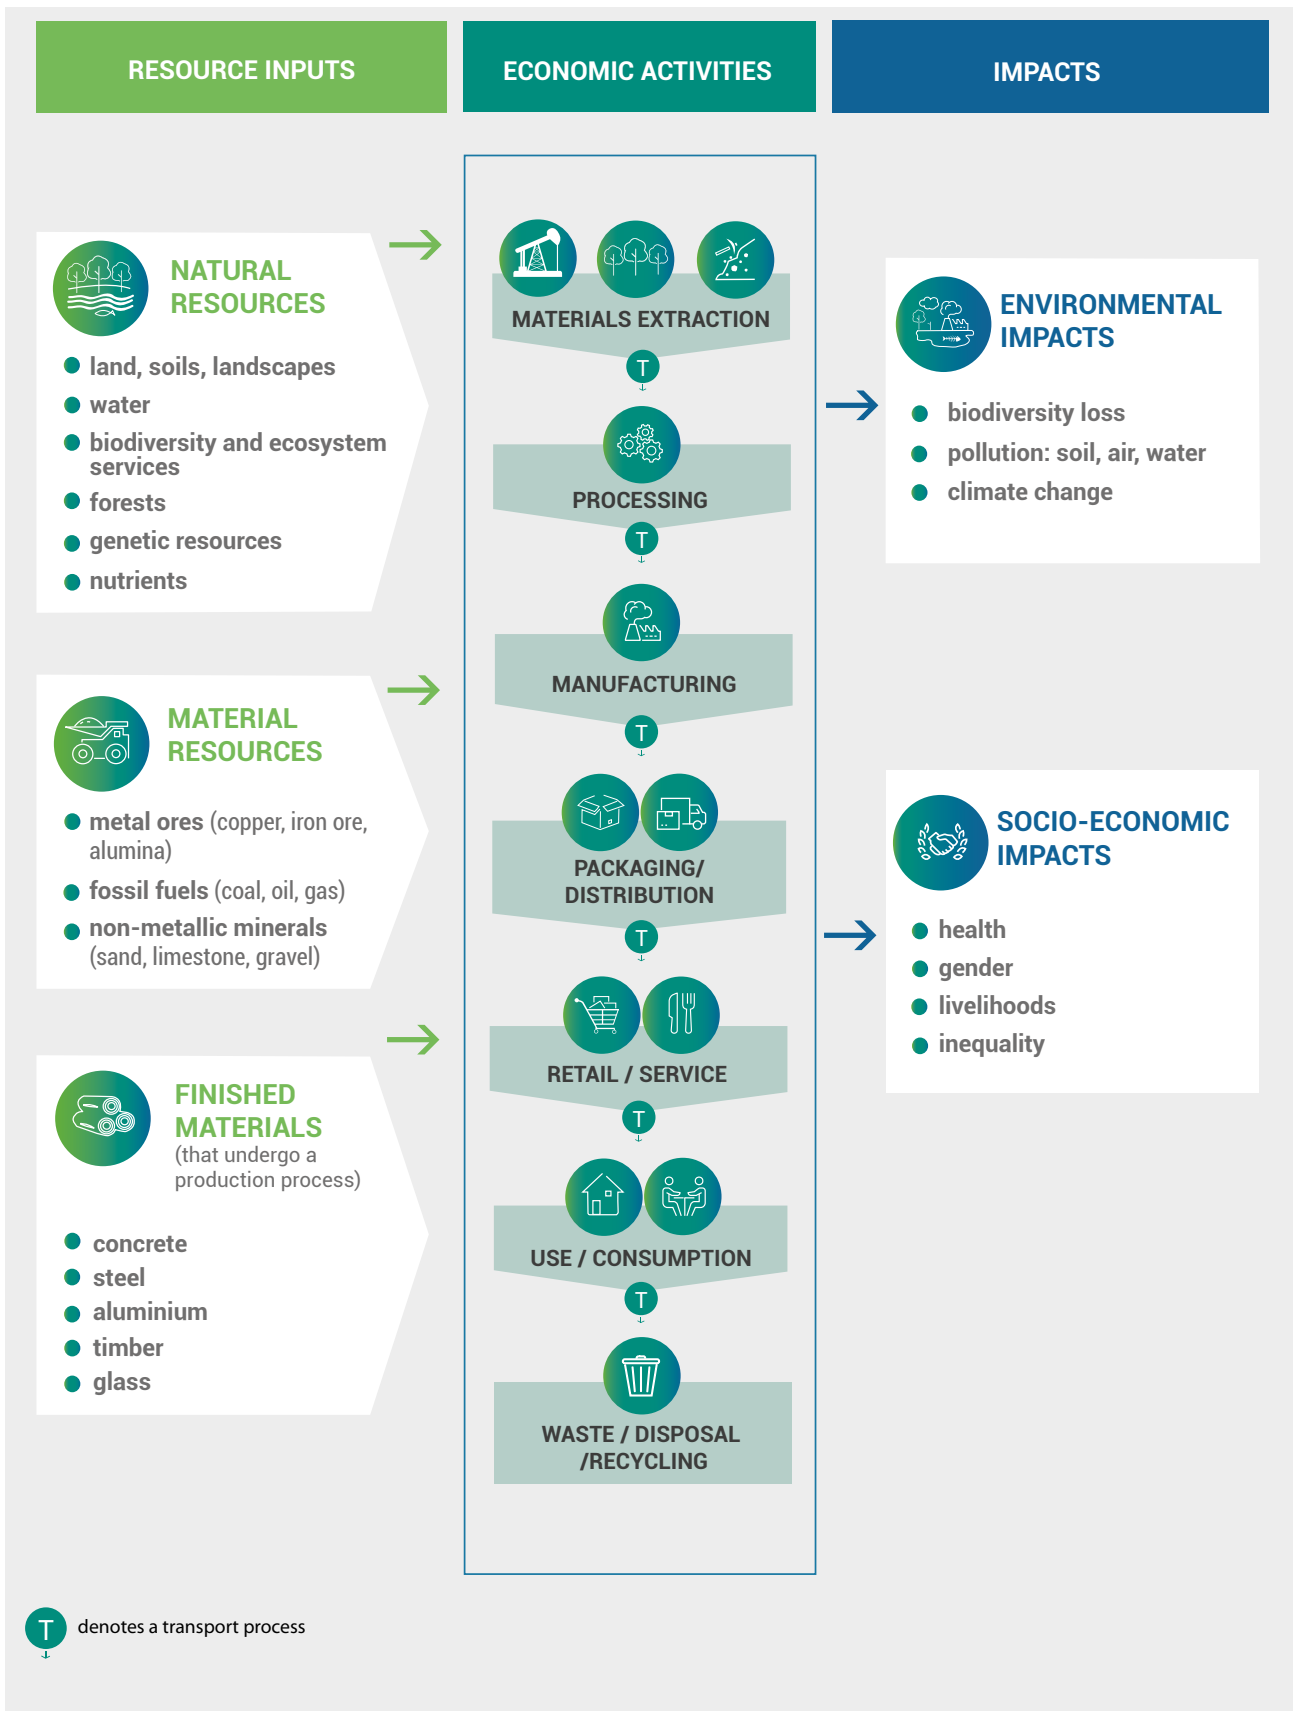 RESOURCE INPUTS
ECONOMIC ACTIVITIES
IMPACTS
NATURAL
RESOURCES
land, soils, landscapes
water
biodiversity and ecosystem
services
forests
genetic resources
nutrients
MATERIAL
RESOURCES
metal ores (copper, iron ore,
alumina)
fossil fuels (coal, oil, gas)
non-metallic minerals
(sand, limestone, gravel)
FINISHED
MATERIALS
(that undergo a
production process)
concrete
steel
aluminium
timber
glass
MATERIALS EXTRACTION
T
PROCESSING
T
MANUFACTURING
T
PACKAGING/
DISTRIBUTION
T
RETAIL / SERVICE
T
USE / CONSUMPTION
T
WASTE / DISPOSAL
/RECYCLING
ENVIRONMENTAL
IMPACTS
biodiversity loss
pollution: soil, air, water
climate change
SOCIO-ECONOMIC
IMPACTS
health
gender
livelihoods
inequality
T denotes a transport process